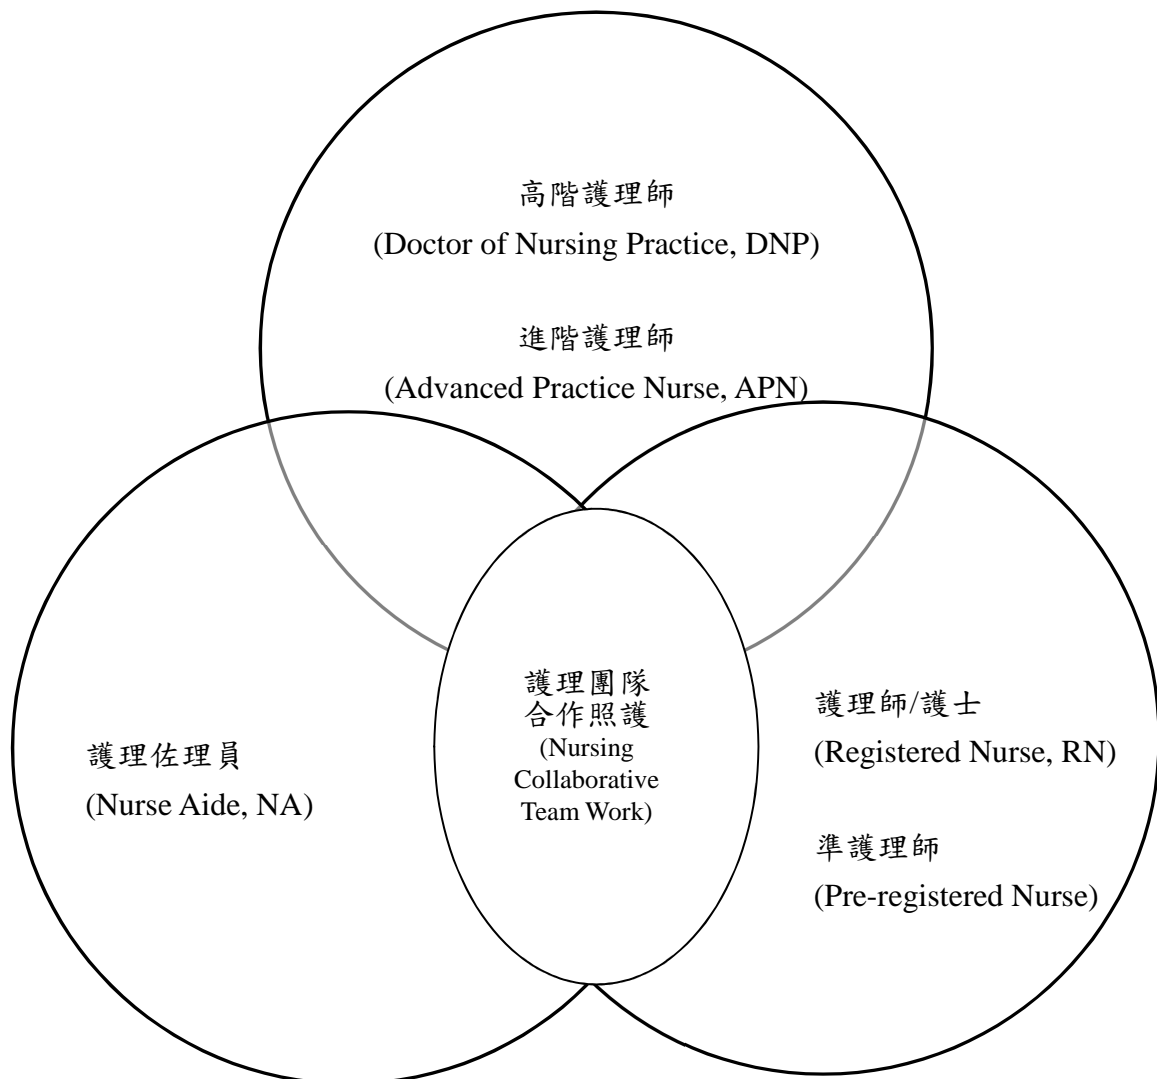 高階護理師
(Doctor of Nursing Practice, DNP)
進階護理師
(Advanced Practice Nurse, APN)
護理佐理員
(Nurse Aide, NA)
護理團隊
合作照護
(Nursing
Collaborative
Team Work)
護理師/護士
(Registered Nurse, RN)
準護理師
(Pre-registered Nurse)